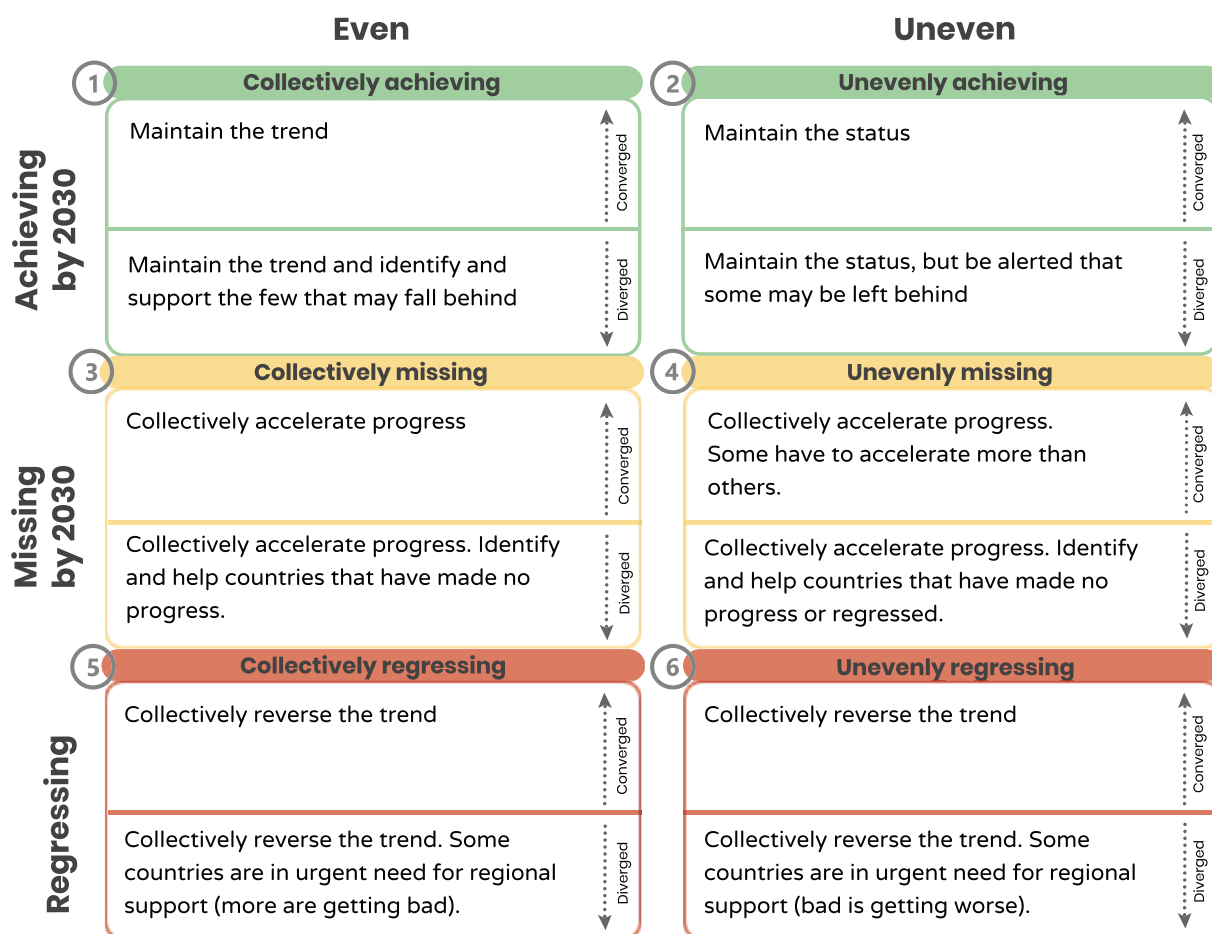 Even
Uneven
Achieving
by 2030
1
Collectively achieving
Maintain the trend
Converged
Maintain the trend and identify and
support the few that may fall behind
Diverged
2
Unevenly achieving
Maintain the status
Converged
Maintain the status, but be alerted that
some may be left behind
Diverged
Missing
by 2030
3
Collectively missing
Collectively accelerate progress
Converged
Collectively accelerate progress. Identify
and help countries that have made no
progress.
Diverged
4
Unevenly missing
Collectively accelerate progress.
Some have to accelerate more than
others.
Converged
Collectively accelerate progress. Identify
and help countries that have made no
progress or regressed.
Diverged
Regressing
5
Collectively regressing
Collectively reverse the trend
Converged
Collectively reverse the trend. Some
countries are in urgent need for regional
support (more are getting bad).
Diverged
6
Unevenly regressing
Collectively reverse the trend
Converged
Collectively reverse the trend. Some
countries are in urgent need for regional
support (bad is getting worse).
Diverged